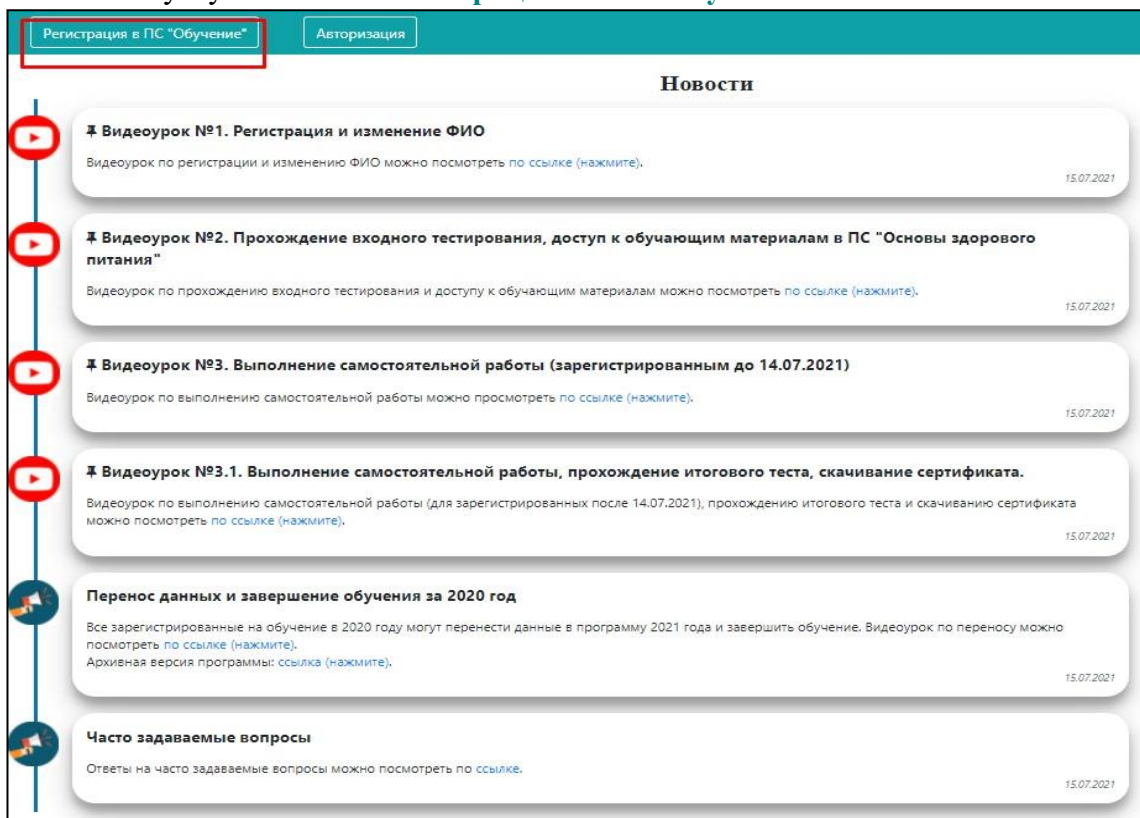 Регистрация в ПС "Обучение"
Авторизация
Новости
Видеоурок №1. Регистрация и изменение ФИО
Видеоурок по регистрации и изменению ФИО можно посмотреть по ссылке (нажмите).
15.07.2021
Видеоурок №2. Прохождение входного тестирования, доступ к обучающим материалам в ПС "Основы здорового
питания"
Видеоурок по прохождению входного тестирования и доступу к обучающим материалам можно посмотреть по ссылке (нажмите).
15.07.2021
Видеоурок №3. Выполнение самостоятельной работы (зарегистрированным до 14.07.2021)
Видеоурок по выполнению самостоятельной работы можно просмотреть по ссылке (нажмите).
15.07.2021
Видеоурок №3.1. Выполнение самостоятельной работы, прохождение итогового теста, скачивание сертификата.
Видеоурок по выполнению самостоятельной работы (для зарегистрированных после 14.07.2021), прохождению итогового теста и скачиванию сертификата
можно посмотреть по ссылке (нажмите).
15.07.2021
Перенос данных и завершение обучения за 2020 год
Все зарегистрированные на обучение в 2020 году могут перенести данные в программу 2021 года и завершить обучение. Видеоурок по переносу можно
посмотреть по ссылке (нажмите).
Архивная версия программы: ссылка (нажмите).
15.07.2021
Часто задаваемые вопросы
Ответы на часто задаваемые вопросы можно посмотреть по ссылке.
15.07.2021